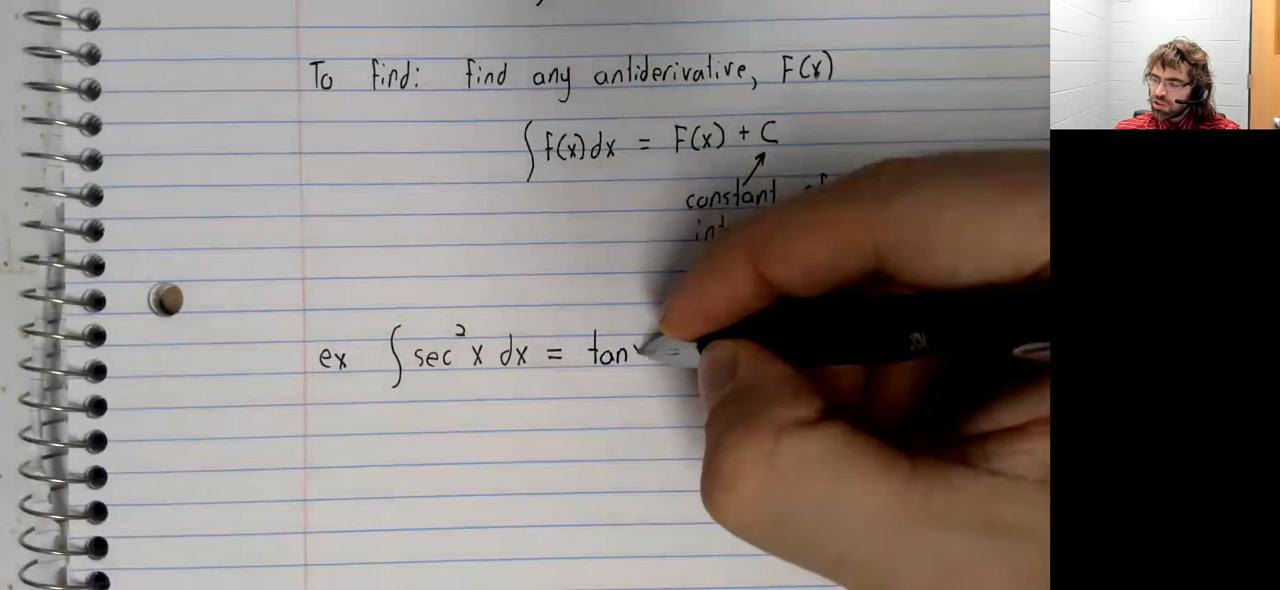 To find: find any antiderivative, F(x)
∫ f(x) dx = F(x) + C
constant
ex ∫ sec²x dx = tan